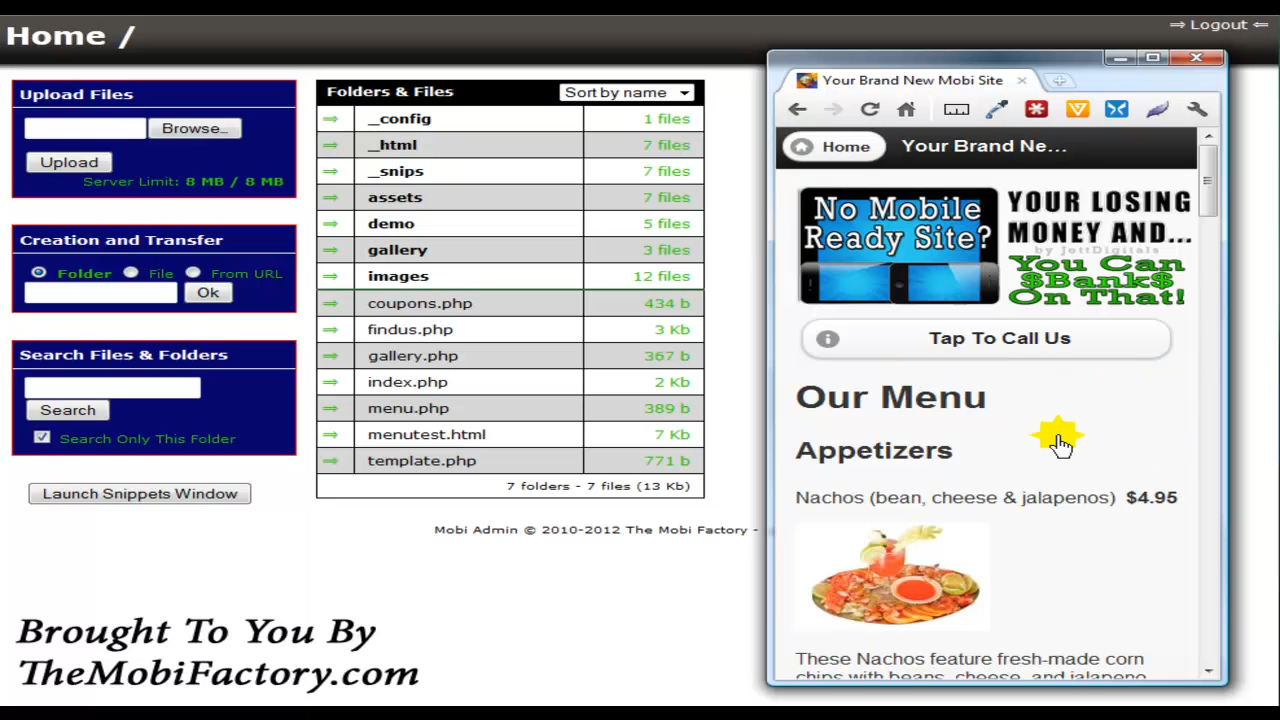 Home /
⇒ Logout ⇐
Upload Files
Browse...
Upload
Server Limit: 8 MB / 8 MB
Creation and Transfer
Folder File From URL
Ok
Search Files & Folders
Search
Search Only This Folder
Launch Snippets Window
Folders & Files Sort by name
_config 1 files
_html 7 files
_snips 7 files
assets 7 files
demo 5 files
gallery 3 files
images 12 files
coupons.php 434 b
findus.php 3 Kb
gallery.php 367 b
index.php 2 Kb
menu.php 389 b
menutest.html 7 Kb
template.php 771 b
7 folders - 7 files (13 Kb)
Mobi Admin © 2010-2012 The Mobi Factory -
Brought To You By
TheMobiFactory.com
Your Brand New Mobi Site
Home Your Brand Ne...
No Mobile
Ready Site?
YOUR LOSING
MONEY AND...
by JottDigitals
You Can
$Bank$
On That!
Tap To Call Us
Our Menu
Appetizers
Nachos (bean, cheese & jalapenos) $4.95
These Nachos feature fresh-made corn
chips with beans, cheese, and jalapeno